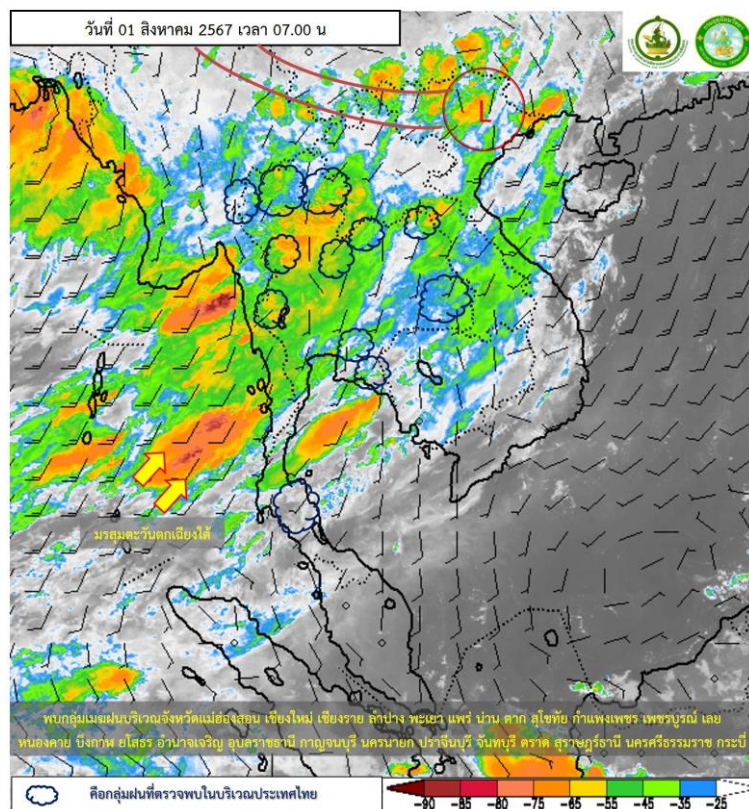 วันที่ 01 สิงหาคม 2567 เวลา 07.00 น
L
มรสุมตะวันตกเฉียงใต้
พบกลุ่มเมฆฝนบริเวณจังหวัดแม่ฮ่องสอน เชียงใหม่ เชียงราย ลำปาง พะเยา แพร่ น่าน ตาก สุโขทัย กำแพงเพชร เพชรบูรณ์ เลย
หนองคาย บึงกาฬ ยโสธร อำนาจเจริญ อุบลราชธานี กาญจนบุรี นครนายก ปราจีนบุรี จันทบุรี ตราด สุราษฎร์ธานี นครศรีธรรมราช กระบี่
คือกลุ่มฝนที่ตรวจพบในบริเวณประเทศไทย
-90 -85 -80 -75 -65 -55 -45 -35 25